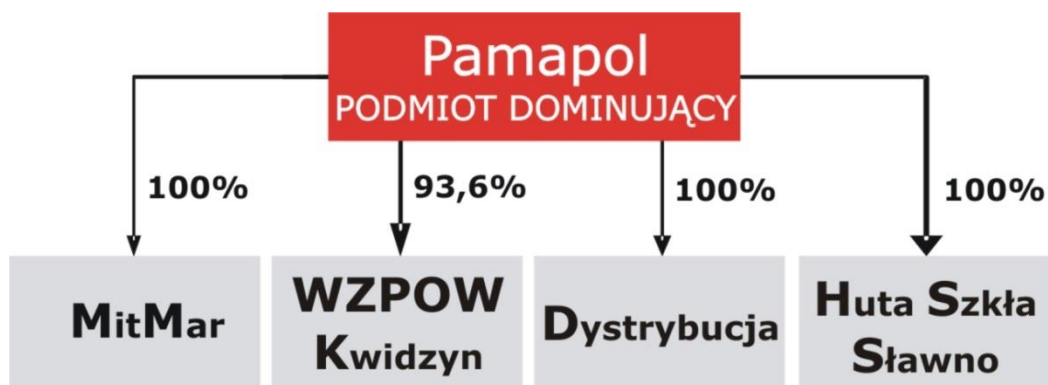 Pamapol
PODMIOT DOMINUJĄCY
100%
93,6%
100%
100%
MitMar
WZPOW
Kwidzyn
Dystrybucja
Huta Szkła
Sławno